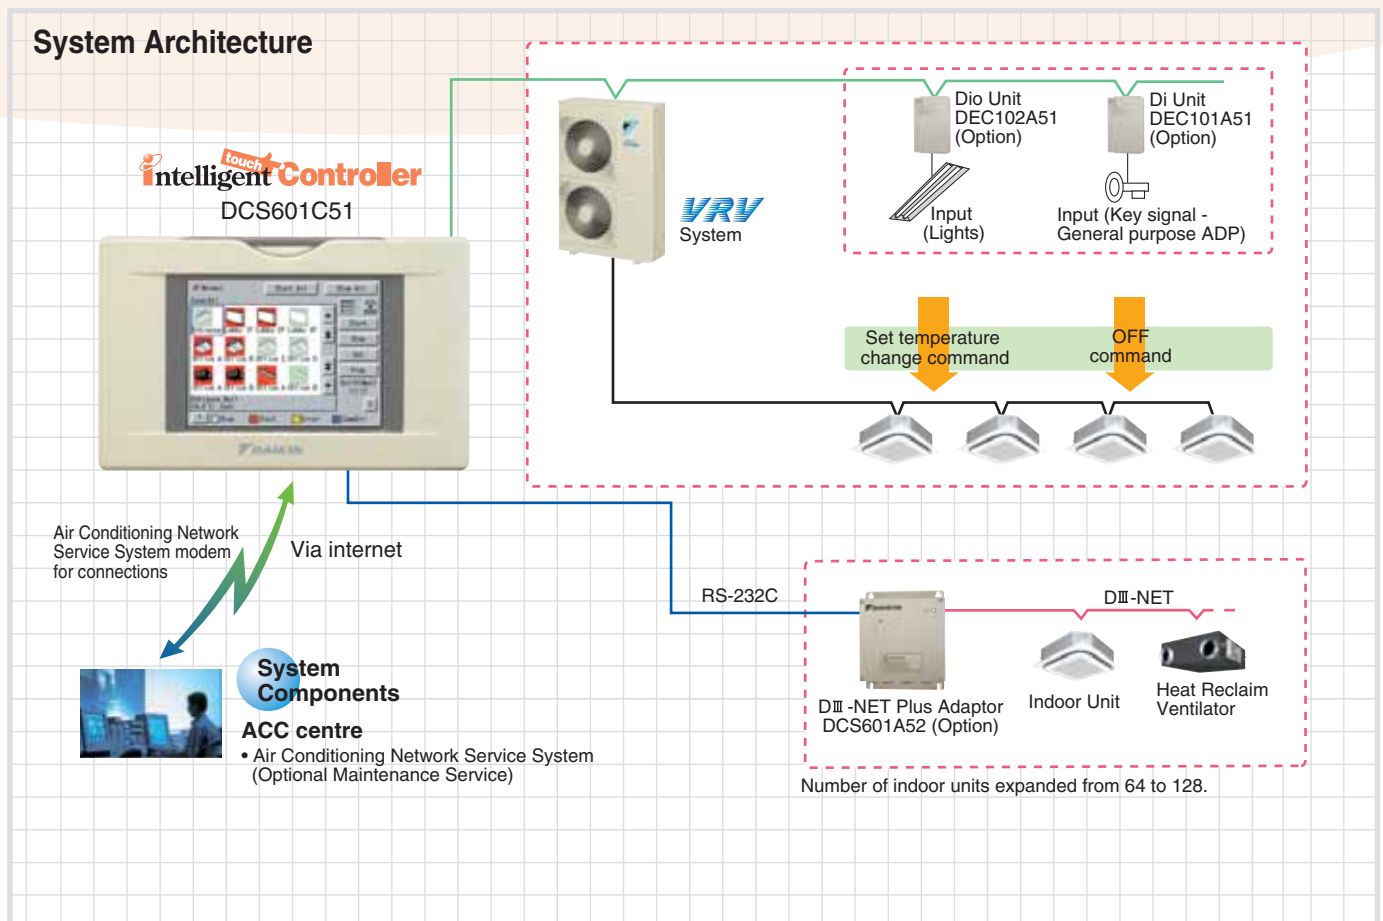 System Architecture
touch
intelligent Controller
DCS601C51
DAIKIN
Air Conditioning Network
Service System modem
for connections
Via internet
System
Components
ACC centre
• Air Conditioning Network Service System
(Optional Maintenance Service)
VRV
System
Dio Unit
DEC102A51
(Option)
Di Unit
DEC101A51
(Option)
Input
(Lights)
Input (Key signal -
General purpose ADP)
Set temperature
change command
OFF
command
RS-232C
DⅢ-NET
DAIKIN
DⅢ-NET Plus Adaptor
DCS601A52 (Option)
Indoor Unit
Heat Reclaim
Ventilator
Number of indoor units expanded from 64 to 128.